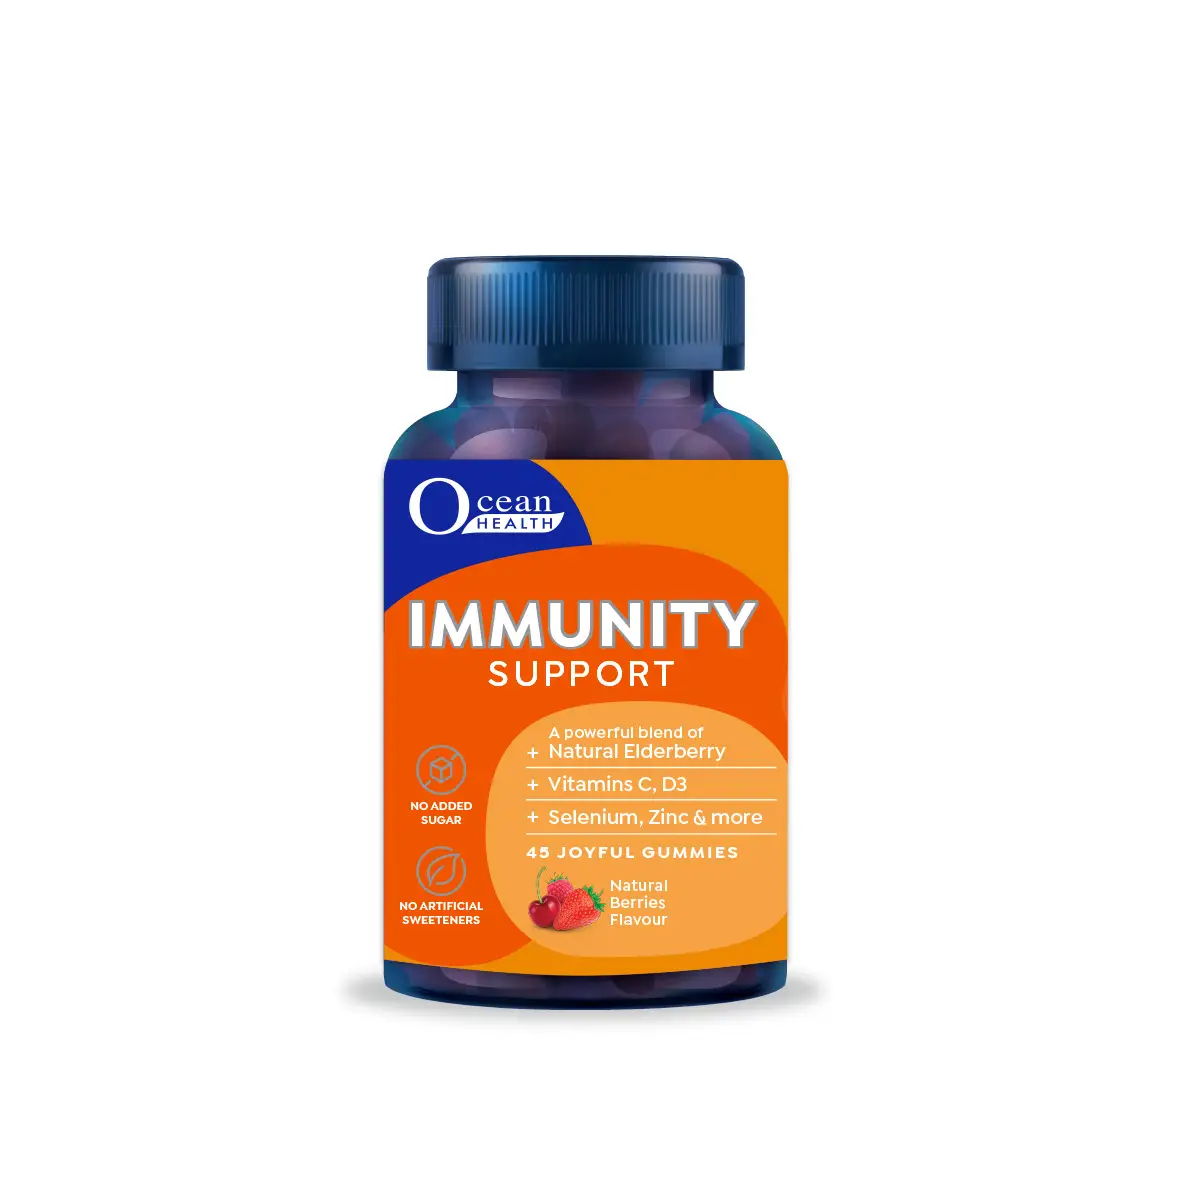 Ocean
HEALTH
IMMUNITY
SUPPORT
A powerful blend of
+ Natural Elderberry
+ Vitamins C, D3
+ Selenium, Zinc & more
45 JOYFUL GUMMIES
Natural
Berries
Flavour
NO ADDED
SUGAR
NO ARTIFICIAL
SWEETENERS